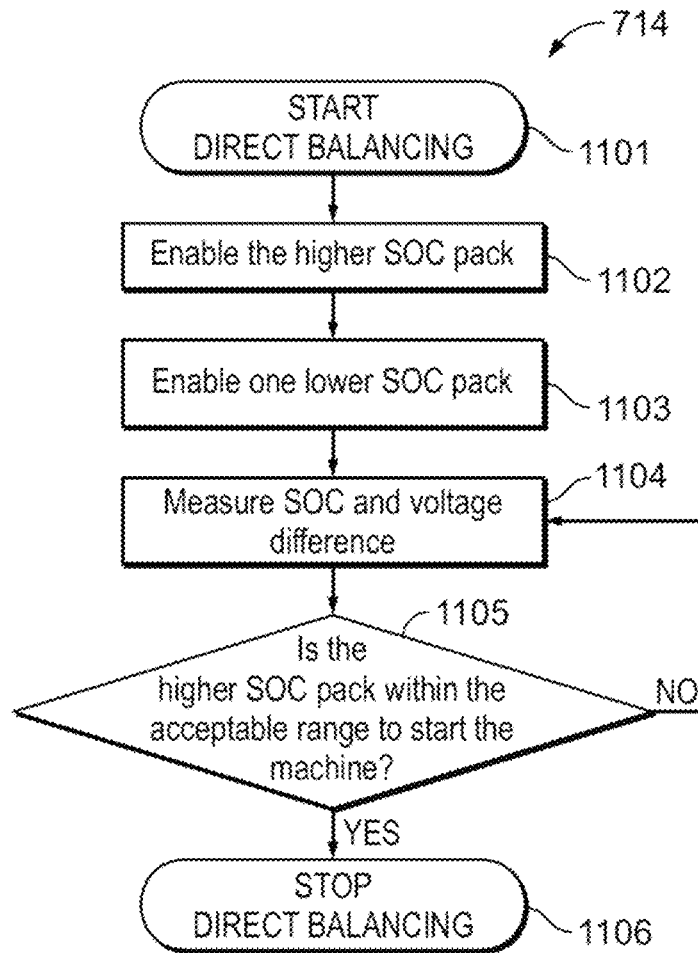 714
START
DIRECT BALANCING
1101
Enable the higher SOC pack
1102
Enable one lower SOC pack
1103
1104
Measure SOC and voltage
difference
1105
Is the
higher SOC pack within the
acceptable range to start the
machine?
NO
YES
STOP
DIRECT BALANCING
1106